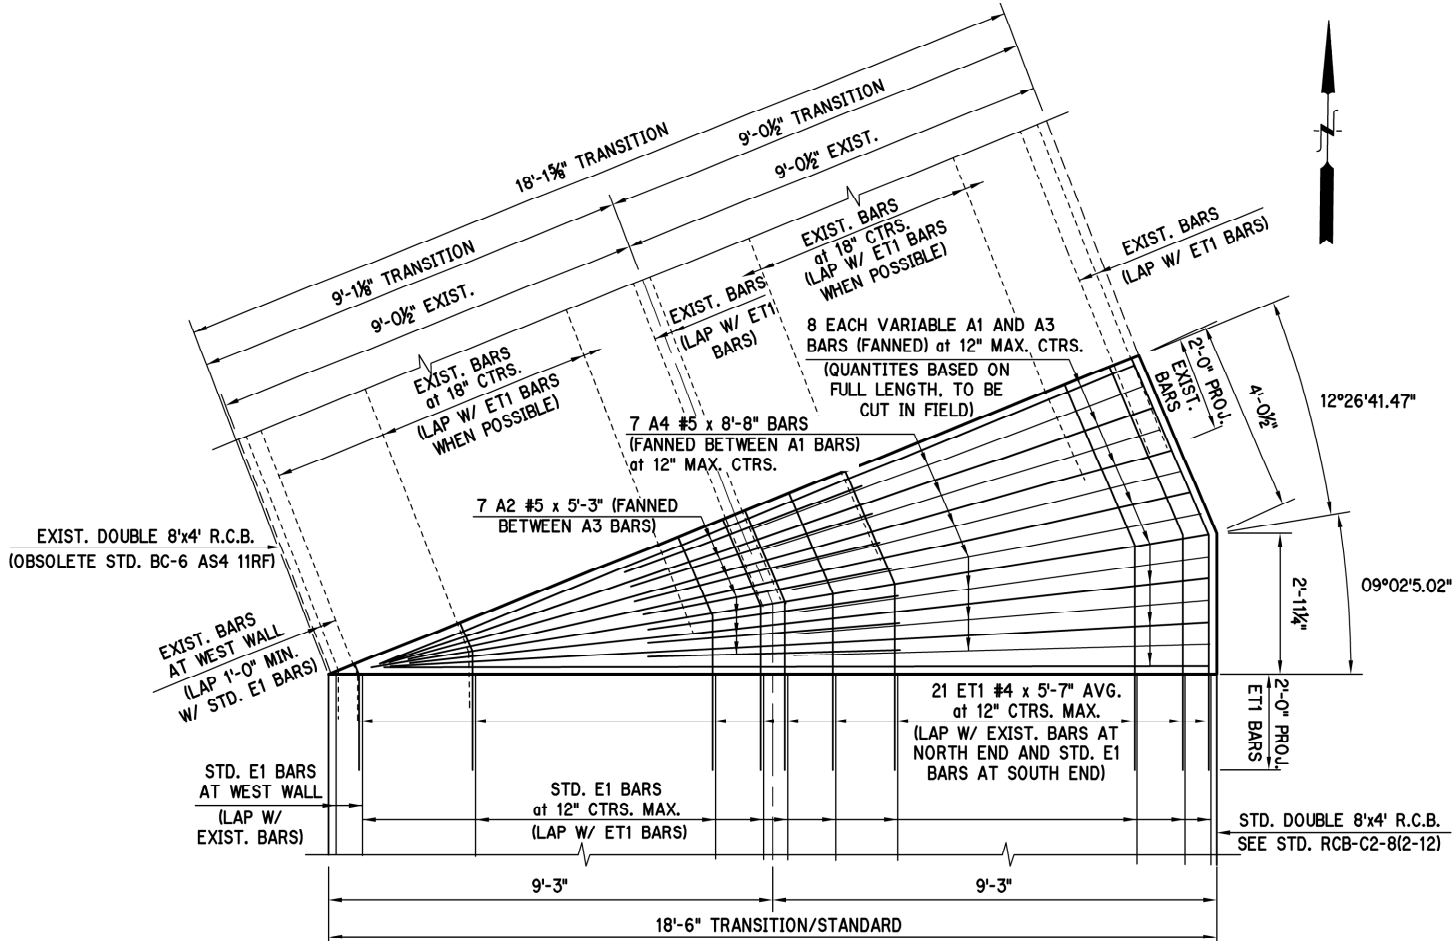 18'-1⅝" TRANSITION
9'-0½" TRANSITION
9'-0½" EXIST.
9'-1⅛" TRANSITION
9'-0½" EXIST.
EXIST. BARS
at 18" CTRS.
(LAP W/ ET1 BARS
WHEN POSSIBLE)
EXIST. BARS
(LAP W/ ET1 BARS)
EXIST. BARS
(LAP W/ ET1
BARS)
8 EACH VARIABLE A1 AND A3
BARS (FANNED) at 12" MAX. CTRS.
(QUANTITES BASED ON
FULL LENGTH, TO BE
CUT IN FIELD)
EXIST. BARS
at 18" CTRS.
(LAP W/ ET1 BARS
WHEN POSSIBLE)
2'-0" PROJ.
EXIST.
BARS
4'-0½"
12°26'41.47"
7 A4 #5 x 8'-8" BARS
(FANNED BETWEEN A1 BARS)
at 12" MAX. CTRS.
7 A2 #5 x 5'-3" (FANNED
BETWEEN A3 BARS)
EXIST. DOUBLE 8'x4' R.C.B.
(OBSOLETE STD. BC-6 AS4 11RF)
2'-11¼"
09°02'5.02"
EXIST. BARS
AT WEST WALL
(LAP 1'-0" MIN.
W/ STD. E1 BARS)
21 ET1 #4 x 5'-7" AVG.
at 12" CTRS. MAX.
(LAP W/ EXIST. BARS AT
NORTH END AND STD. E1
BARS AT SOUTH END)
2'-0" PROJ.
ET1 BARS
STD. E1 BARS
AT WEST WALL
(LAP W/
EXIST. BARS)
STD. E1 BARS
at 12" CTRS. MAX.
(LAP W/ ET1 BARS)
STD. DOUBLE 8'x4' R.C.B.
SEE STD. RCB-C2-8(2-12)
9'-3"
9'-3"
18'-6" TRANSITION/STANDARD